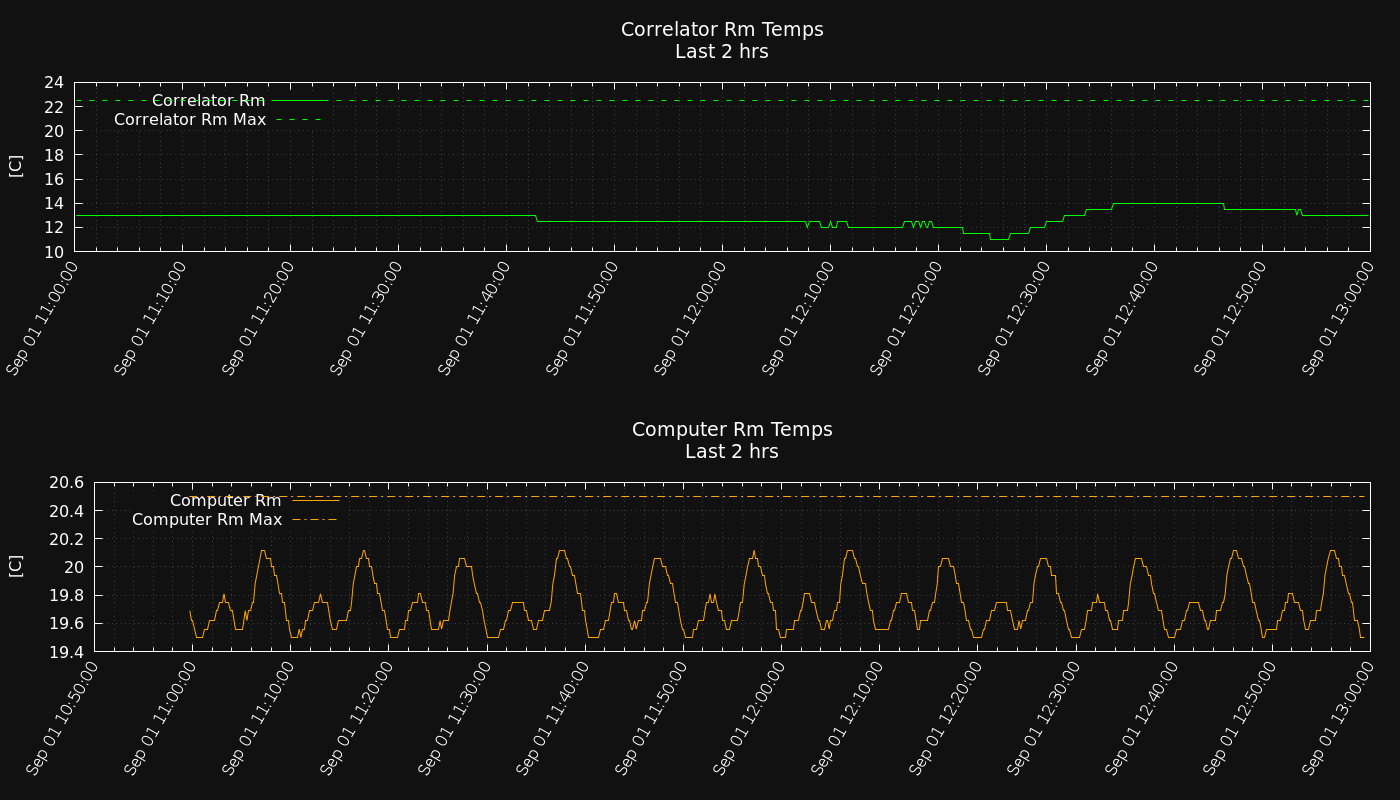 Correlator Rm Temps
Last 2 hrs
24
22
20
18
16
14
12
10
[C]
Correlator Rm
Correlator Rm Max
Sep 01 11:00:00
Sep 01 11:10:00
Sep 01 11:20:00
Sep 01 11:30:00
Sep 01 11:40:00
Sep 01 11:50:00
Sep 01 12:00:00
Sep 01 12:10:00
Sep 01 12:20:00
Sep 01 12:30:00
Sep 01 12:40:00
Sep 01 12:50:00
Sep 01 13:00:00
Computer Rm Temps
Last 2 hrs
20.6
20.4
20.2
20
19.8
19.6
19.4
[C]
Computer Rm
Computer Rm Max
Sep 01 10:50:00
Sep 01 11:00:00
Sep 01 11:10:00
Sep 01 11:20:00
Sep 01 11:30:00
Sep 01 11:40:00
Sep 01 11:50:00
Sep 01 12:00:00
Sep 01 12:10:00
Sep 01 12:20:00
Sep 01 12:30:00
Sep 01 12:40:00
Sep 01 12:50:00
Sep 01 13:00:00